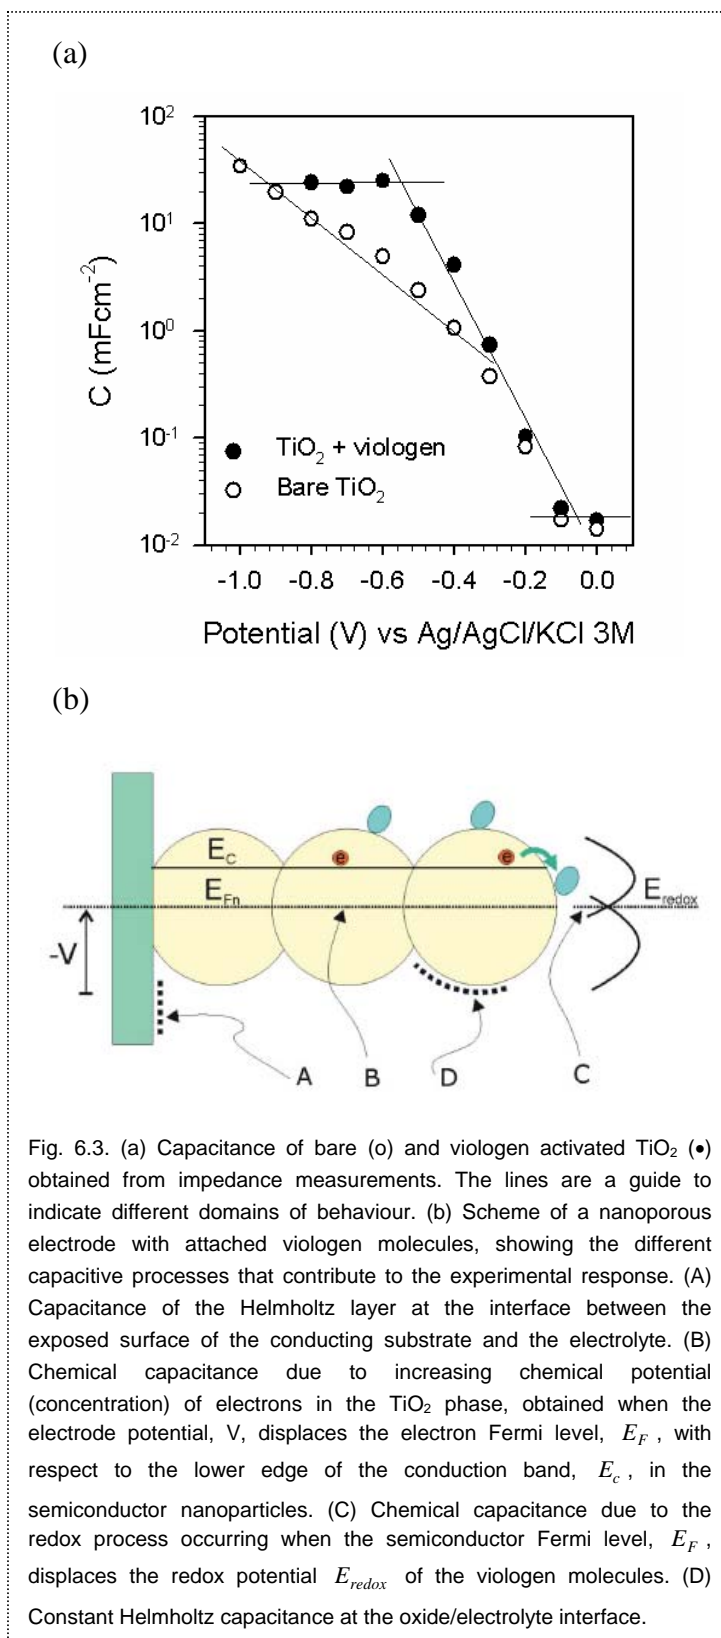 (a)
10²
10¹
10⁰
10⁻¹
10⁻²
C (mFcm⁻²)
TiO₂ + viologen
Bare TiO₂
-1.0 -0.8 -0.6 -0.4 -0.2 0.0
Potential (V) vs Ag/AgCl/KCl 3M
(b)
E_C
e e
E_Fn
E_redox
-V
A B D C
Fig. 6.3. (a) Capacitance of bare (o) and viologen activated TiO₂ (•)
obtained from impedance measurements. The lines are a guide to
indicate different domains of behaviour. (b) Scheme of a nanoporous
electrode with attached viologen molecules, showing the different
capacitive processes that contribute to the experimental response. (A)
Capacitance of the Helmholtz layer at the interface between the
exposed surface of the conducting substrate and the electrolyte. (B)
Chemical capacitance due to increasing chemical potential
(concentration) of electrons in the TiO₂ phase, obtained when the
electrode potential, V, displaces the electron Fermi level, E_F , with
respect to the lower edge of the conduction band, E_c , in the
semiconductor nanoparticles. (C) Chemical capacitance due to the
redox process occurring when the semiconductor Fermi level, E_F ,
displaces the redox potential E_redox of the viologen molecules. (D)
Constant Helmholtz capacitance at the oxide/electrolyte interface.